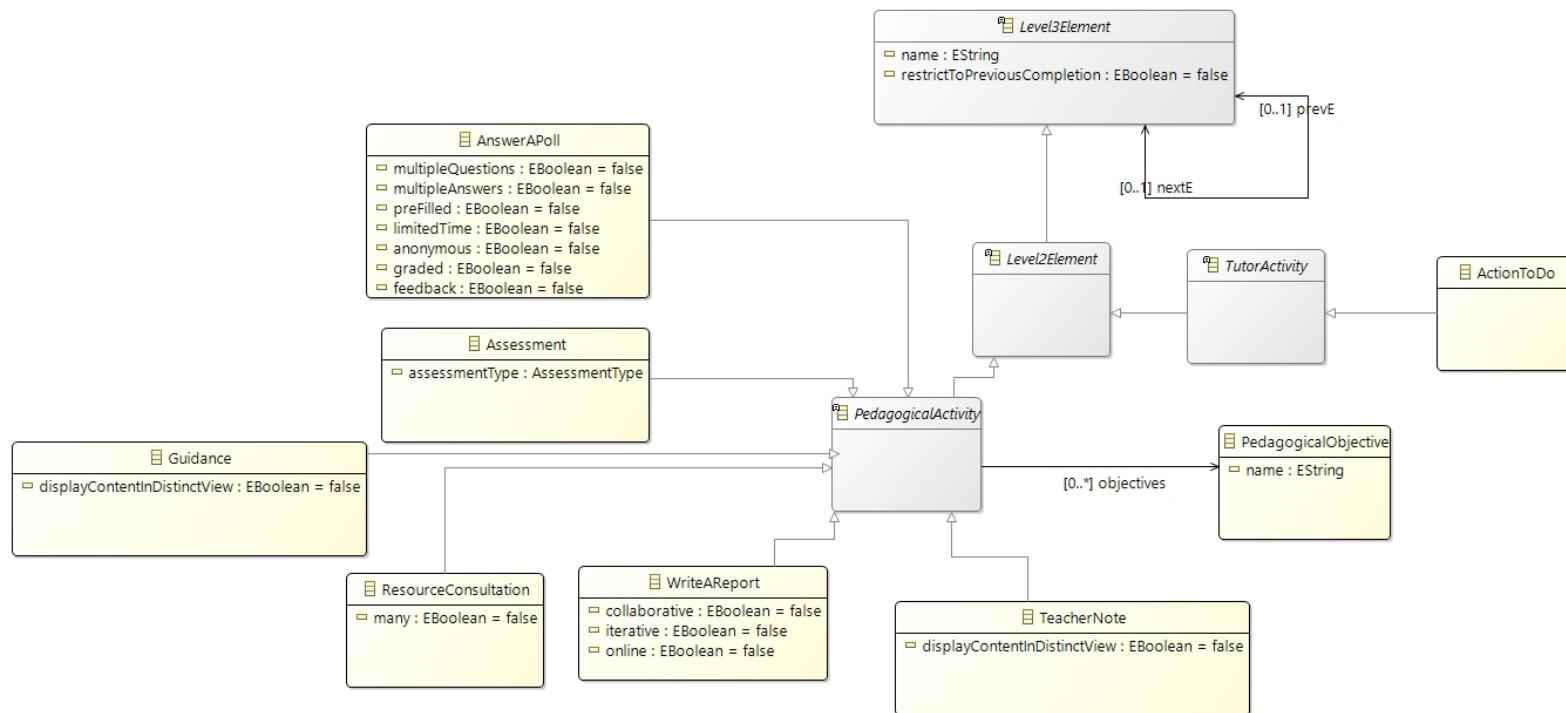 Level3Element
name : EString
restrictToPreviousCompletion : EBoolean = false
[0..1] prevE
[0..1] nextE
AnswerAPoll
multipleQuestions : EBoolean = false
multipleAnswers : EBoolean = false
preFilled : EBoolean = false
limitedTime : EBoolean = false
anonymous : EBoolean = false
graded : EBoolean = false
feedback : EBoolean = false
Level2Element
TutorActivity
ActionToDo
Assessment
assessmentType : AssessmentType
PedagogicalActivity
PedagogicalObjective
name : EString
[0..*] objectives
Guidance
displayContentInDistinctView : EBoolean = false
ResourceConsultation
many : EBoolean = false
WriteAReport
collaborative : EBoolean = false
iterative : EBoolean = false
online : EBoolean = false
TeacherNote
displayContentInDistinctView : EBoolean = false